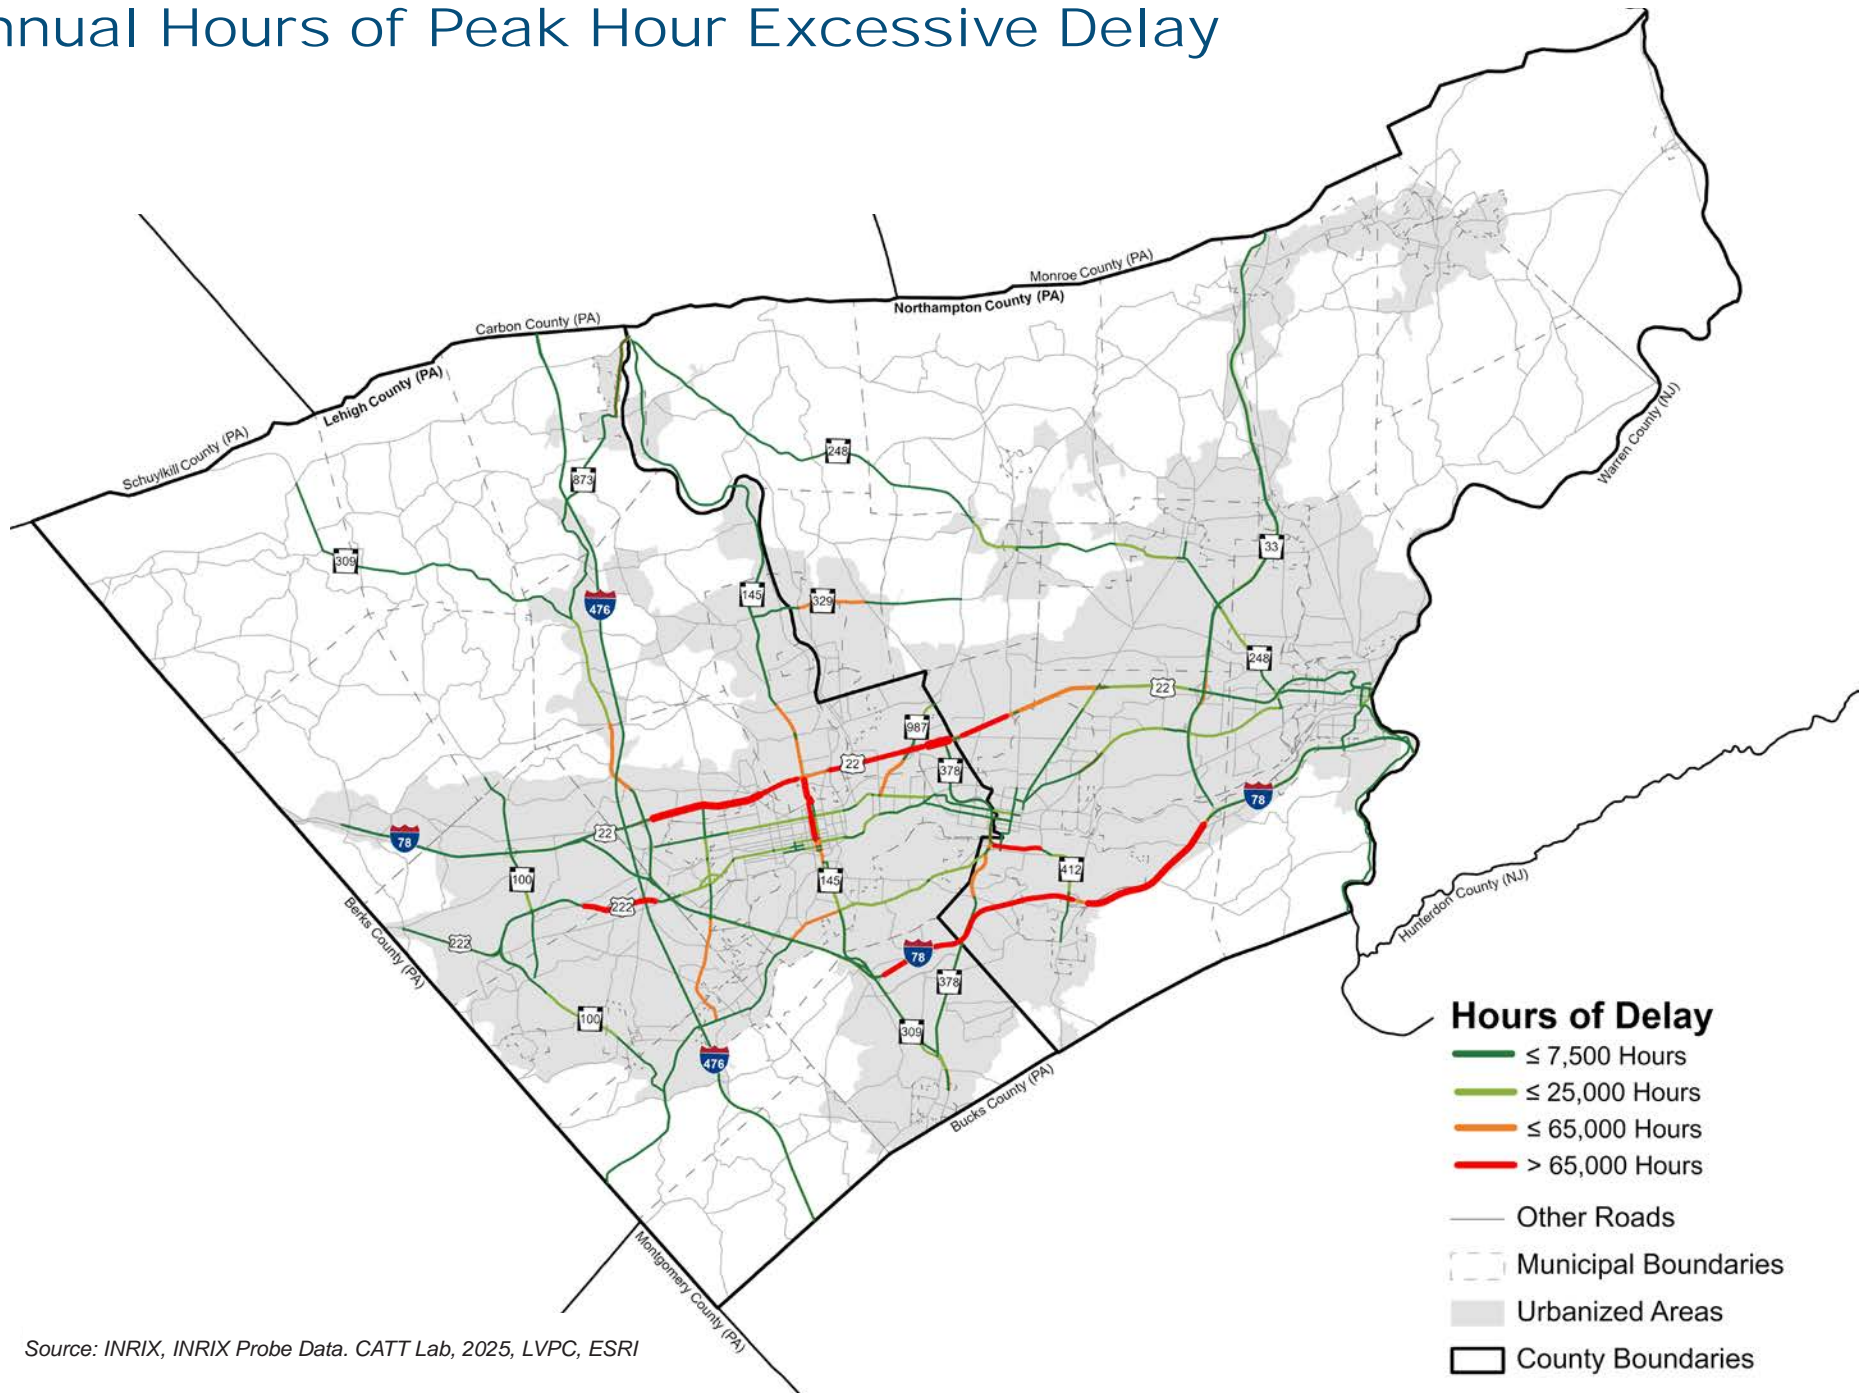 nnual Hours of Peak Hour Excessive Delay
Monroe County (PA)
Northampton County (PA)
Carbon County (PA)
Lehigh County (PA)
Schuylkill County (PA)
Warren County (NJ)
248
873
309
33
476
145
329
248
22
987
22
378
78
22
78
100
145
412
222
222
78
378
100
309
476
Berks County (PA)
Hunterdon County (NJ)
Bucks County (PA)
Montgomery County (PA)
Hours of Delay
≤ 7,500 Hours
≤ 25,000 Hours
≤ 65,000 Hours
> 65,000 Hours
Other Roads
Municipal Boundaries
Urbanized Areas
County Boundaries
Source: INRIX, INRIX Probe Data. CATT Lab, 2025, LVPC, ESRI